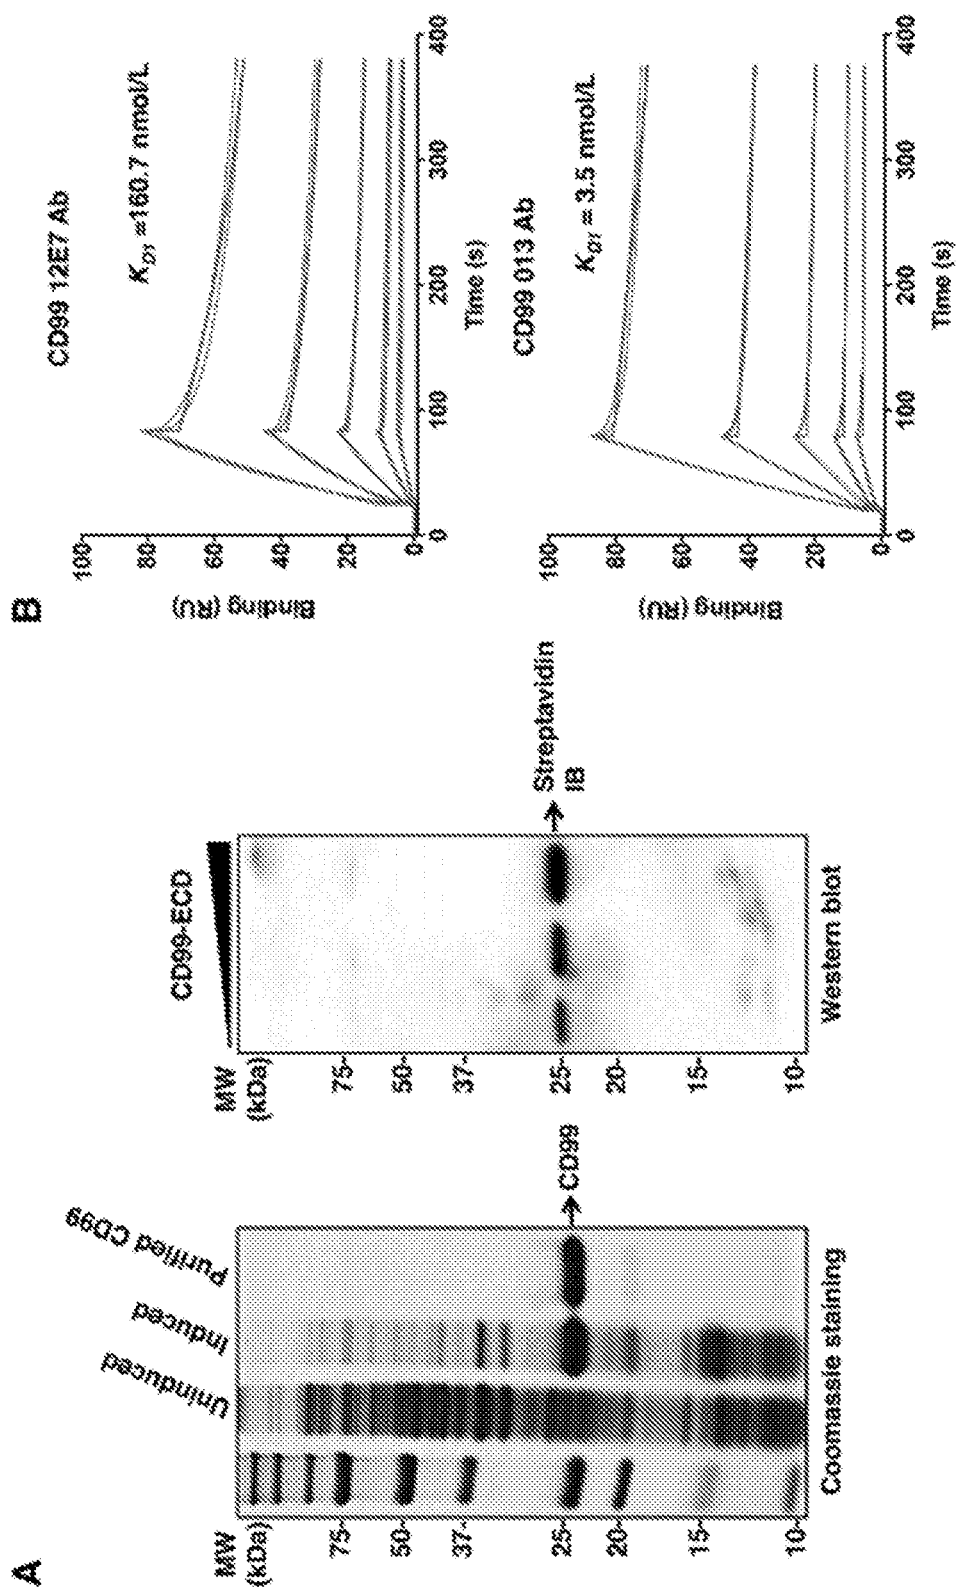 A
MW
(kDa)
Uninduced
Induced
Purified CD99
75-
50-
37-
25-
20-
15-
10-
CD99
Coomassie staining
MW
(kDa)
CD99-ECD
75-
50-
37-
25-
20-
15-
10-
Streptavidin
IB
Western blot
B
CD99 12E7 Ab
K_D1 =160.7 nmol/L
Binding (RU)
100
80
60
40
20
0
0 100 200 300 400
Time (s)
CD99 013 Ab
K_D1 = 3.5 nmol/L
Binding (RU)
100
80
60
40
20
0
0 100 200 300 400
Time (s)